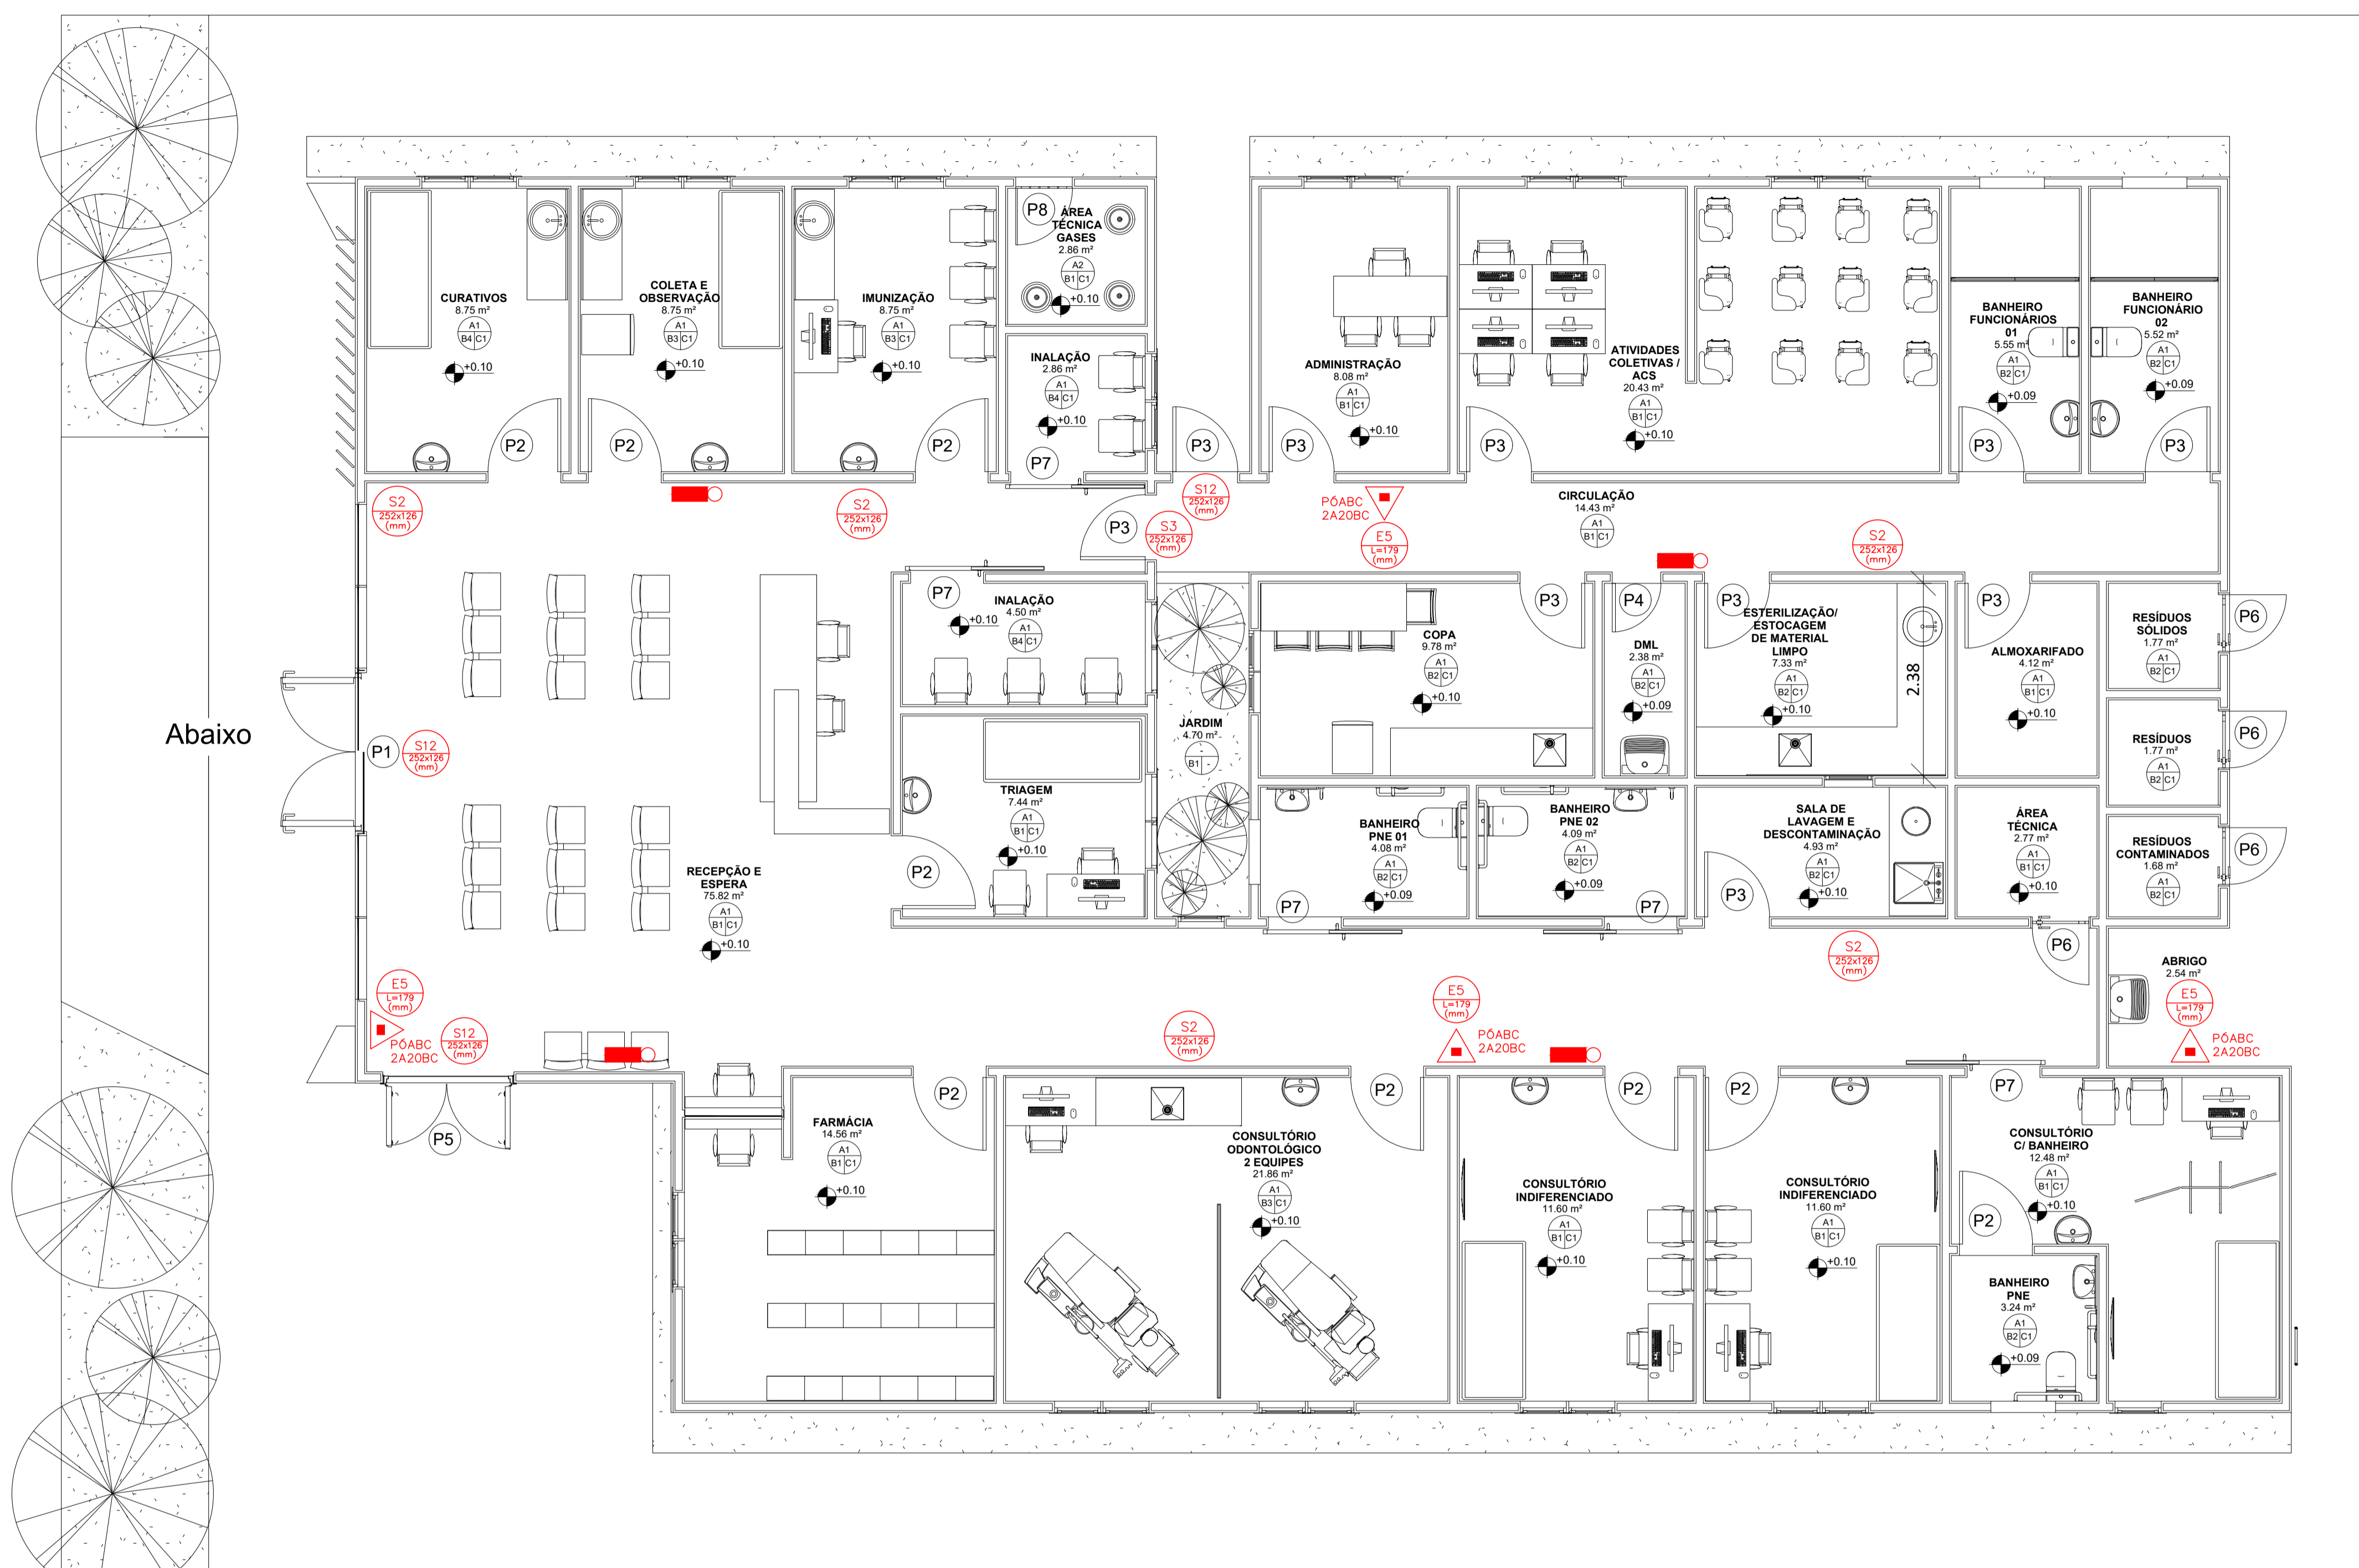 P8
ÁREA
TÉCNICA
GASES
2.86 m²
A2
B1 C1
+0.10
CURATIVOS
8.75 m²
A1
B4 C1
+0.10
P2
COLETA E
OBSERVAÇÃO
8.75 m²
A1
B3 C1
+0.10
P2
IMUNIZAÇÃO
8.75 m²
A1
B3 C1
+0.10
P2
INALAÇÃO
2.86 m²
A1
B4 C1
+0.10
P7
P3
ADMINISTRAÇÃO
8.08 m²
A1
B1 C1
+0.10
P3
ATIVIDADES
COLETIVAS /
ACS
20.43 m²
A1
B1 C1
+0.10
P3
BANHEIRO
FUNCIONÁRIOS
01
5.55 m²
A1
B2 C1
+0.09
P3
BANHEIRO
FUNCIONÁRIO
02
5.52 m²
A1
B2 C1
+0.09
P3
S2
252x126
(mm)
S2
252x126
(mm)
P3
S3
252x126
(mm)
S12
252x126
(mm)
PÓABC
2A20BC
E5
L=179
(mm)
CIRCULAÇÃO
14.43 m²
A1
B1 C1
S2
252x126
(mm)
P7
INALAÇÃO
4.50 m²
A1
B4 C1
+0.10
COPA
9.78 m²
A1
B2 C1
+0.10
P3
P4
DML
2.38 m²
A1
B2 C1
+0.09
P3
ESTERILIZAÇÃO/
ESTOCAGEM
DE MATERIAL
LIMPO
7.33 m²
A1
B2 C1
+0.10
2.38
P3
ALMOXARIFADO
4.12 m²
A1
B1 C1
+0.10
RESÍDUOS
SÓLIDOS
1.77 m²
A1
B2 C1
P6
Abaixo
P1
S12
252x126
(mm)
JARDIM
4.70 m²
-
B1 -
RESÍDUOS
1.77 m²
A1
B2 C1
P6
TRIAGEM
7.44 m²
A1
B1 C1
+0.10
P2
BANHEIRO
PNE 01
4.08 m²
A1
B2 C1
+0.09
P7
BANHEIRO
PNE 02
4.09 m²
A1
B2 C1
+0.09
P7
SALA DE
LAVAGEM E
DESCONTAMINAÇÃO
4.93 m²
A1
B2 C1
+0.10
P3
ÁREA
TÉCNICA
2.77 m²
A1
B1 C1
+0.10
RESÍDUOS
CONTAMINADOS
1.68 m²
A1
B2 C1
P6
RECEPÇÃO E
ESPERA
75.82 m²
A1
B1 C1
+0.10
S2
252x126
(mm)
P6
ABRIGO
2.54 m²
E5
L=179
(mm)
PÓABC
2A20BC
E5
L=179
(mm)
PÓABC
2A20BC
S12
252x126
(mm)
S2
252x126
(mm)
E5
L=179
(mm)
PÓABC
2A20BC
P5
FARMÁCIA
14.56 m²
A1
B1 C1
+0.10
P2
CONSULTÓRIO
ODONTOLÓGICO
2 EQUIPES
21.86 m²
A1
B3 C1
+0.10
P2
CONSULTÓRIO
INDIFERENCIADO
11.60 m²
A1
B1 C1
+0.10
P2
P2
CONSULTÓRIO
INDIFERENCIADO
11.60 m²
A1
B1 C1
+0.10
P7
CONSULTÓRIO
C/ BANHEIRO
12.48 m²
A1
B1 C1
+0.10
P2
BANHEIRO
PNE
3.24 m²
A1
B2 C1
+0.09